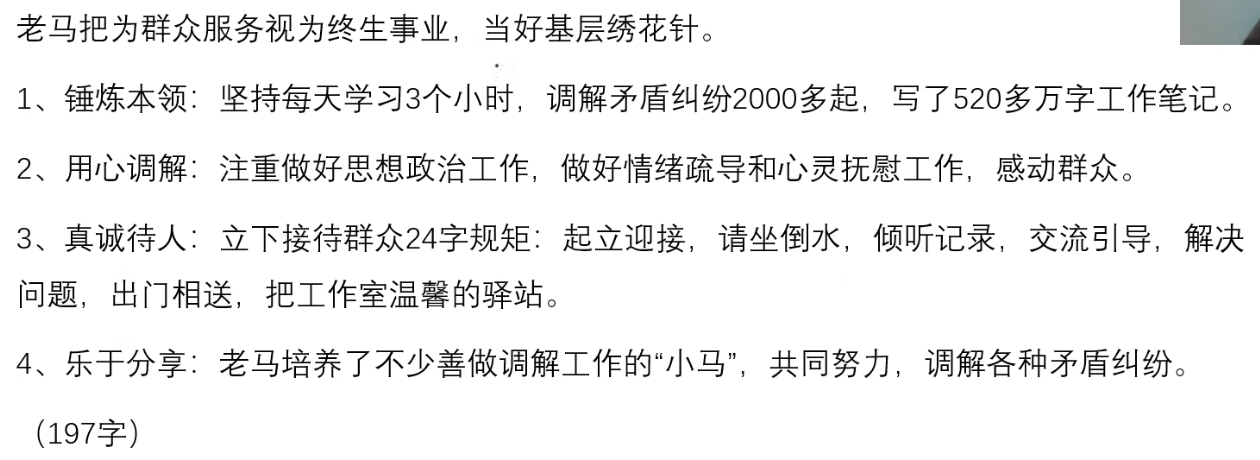 老马把为群众服务视为终生事业，当好基层绣花针。
1、锤炼本领：坚持每天学习3个小时，调解矛盾纠纷2000多起，写了520多万字工作笔记。
2、用心调解：注重做好思想政治工作，做好情绪疏导和心灵抚慰工作，感动群众。
3、真诚待人：立下接待群众24字规矩：起立迎接，请坐倒水，倾听记录，交流引导，解决
问题，出门相送，把工作室温馨的驿站。
4、乐于分享：老马培养了不少善做调解工作的“小马”，共同努力，调解各种矛盾纠纷。
（197字）